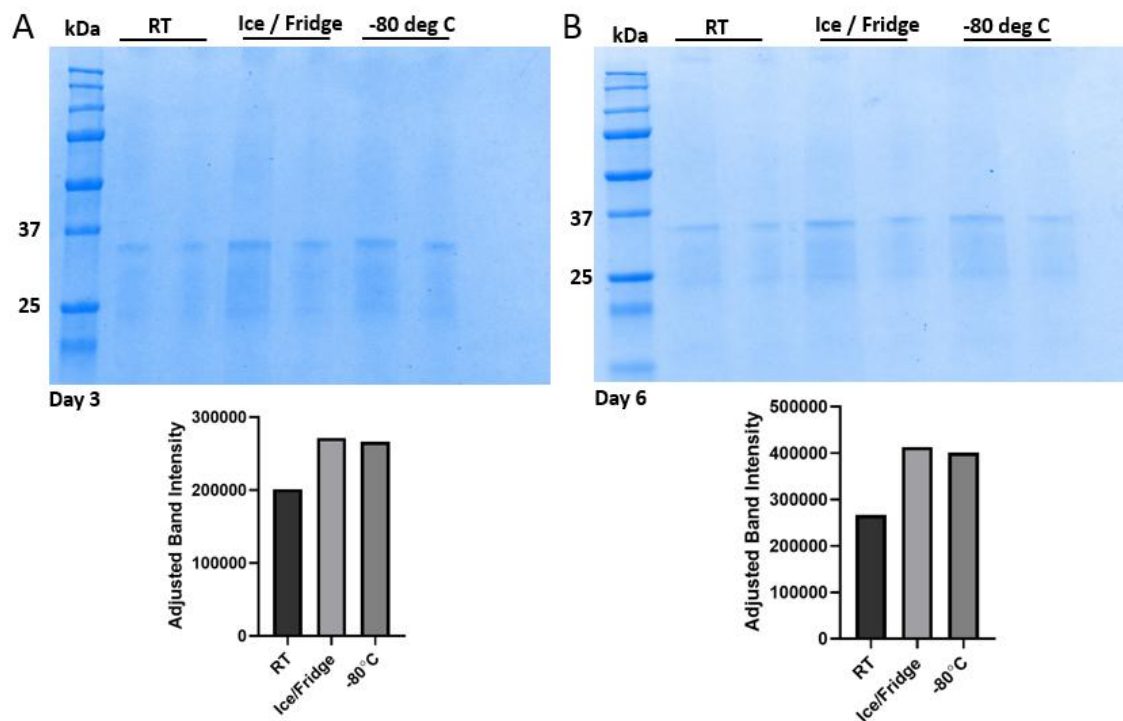 A
kDa
RT
Ice / Fridge
-80 deg C
37
25
Day 3
300000
200000
100000
0
Adjusted Band Intensity
RT
Ice/Fridge
-80°C
B
kDa
RT
Ice / Fridge
-80 deg C
37
25
Day 6
500000
400000
300000
200000
100000
0
Adjusted Band Intensity
RT
Ice/Fridge
-80°C